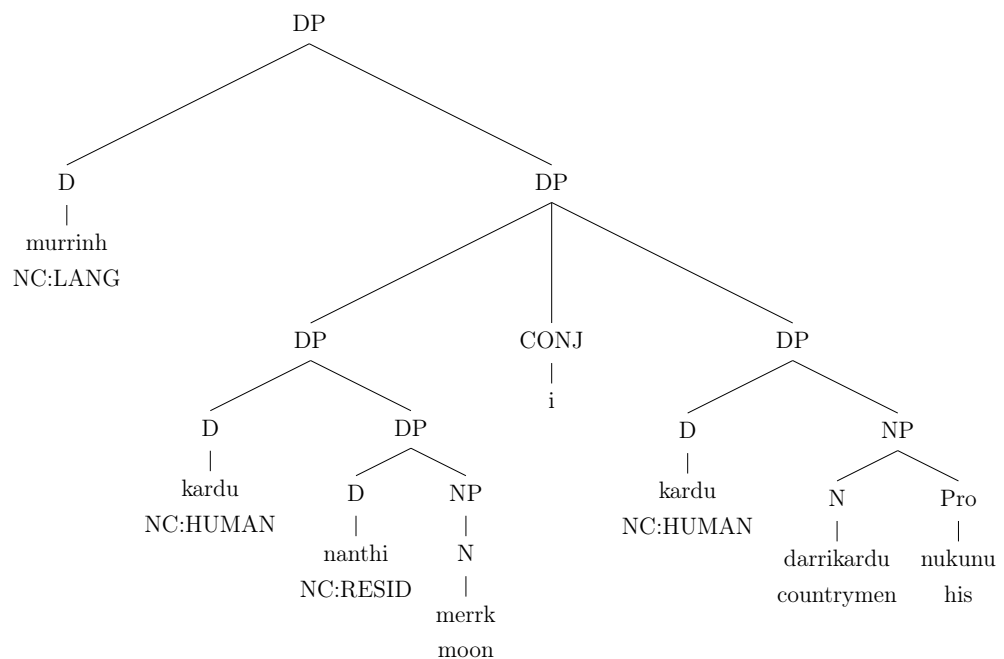 DP
D DP
murrinh
NC:LANG
DP CONJ DP
i
D DP D NP
kardu
NC:HUMAN
D NP
nanthi
NC:RESID
N
merrk
moon
kardu
NC:HUMAN
N Pro
darrikardu nukunu
countrymen his